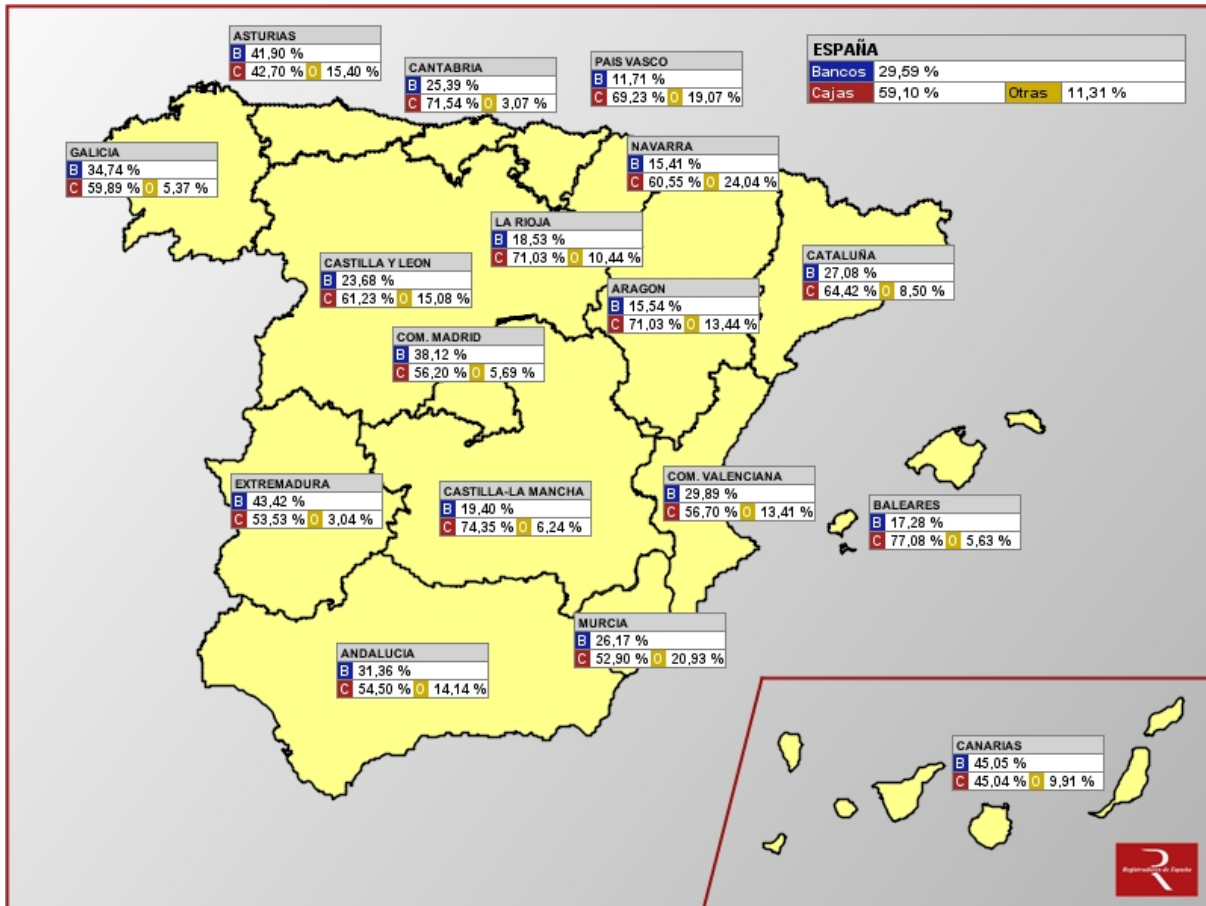 ASTURIAS
B 41,90 %
C 42,70 % O 15,40 %
CANTABRIA
B 25,39 %
C 71,54 % O 3,07 %
PAIS VASCO
B 11,71 %
C 69,23 % O 19,07 %
ESPAÑA
Bancos 29,59 %
Cajas 59,10 % Otras 11,31 %
GALICIA
B 34,74 %
C 59,89 % O 5,37 %
NAVARRA
B 15,41 %
C 60,55 % O 24,04 %
LA RIOJA
B 18,53 %
C 71,03 % O 10,44 %
CASTILLA Y LEON
B 23,68 %
C 61,23 % O 15,08 %
CATALUÑA
B 27,08 %
C 64,42 % O 8,50 %
ARAGON
B 15,54 %
C 71,03 % O 13,44 %
COM. MADRID
B 38,12 %
C 56,20 % O 5,69 %
EXTREMADURA
B 43,42 %
C 53,53 % O 3,04 %
CASTILLA-LA MANCHA
B 19,40 %
C 74,35 % O 6,24 %
COM. VALENCIANA
B 29,89 %
C 56,70 % O 13,41 %
BALEARES
B 17,28 %
C 77,08 % O 5,63 %
MURCIA
B 26,17 %
C 52,90 % O 20,93 %
ANDALUCIA
B 31,36 %
C 54,50 % O 14,14 %
CANARIAS
B 45,05 %
C 45,04 % O 9,91 %
R
Registradores de España